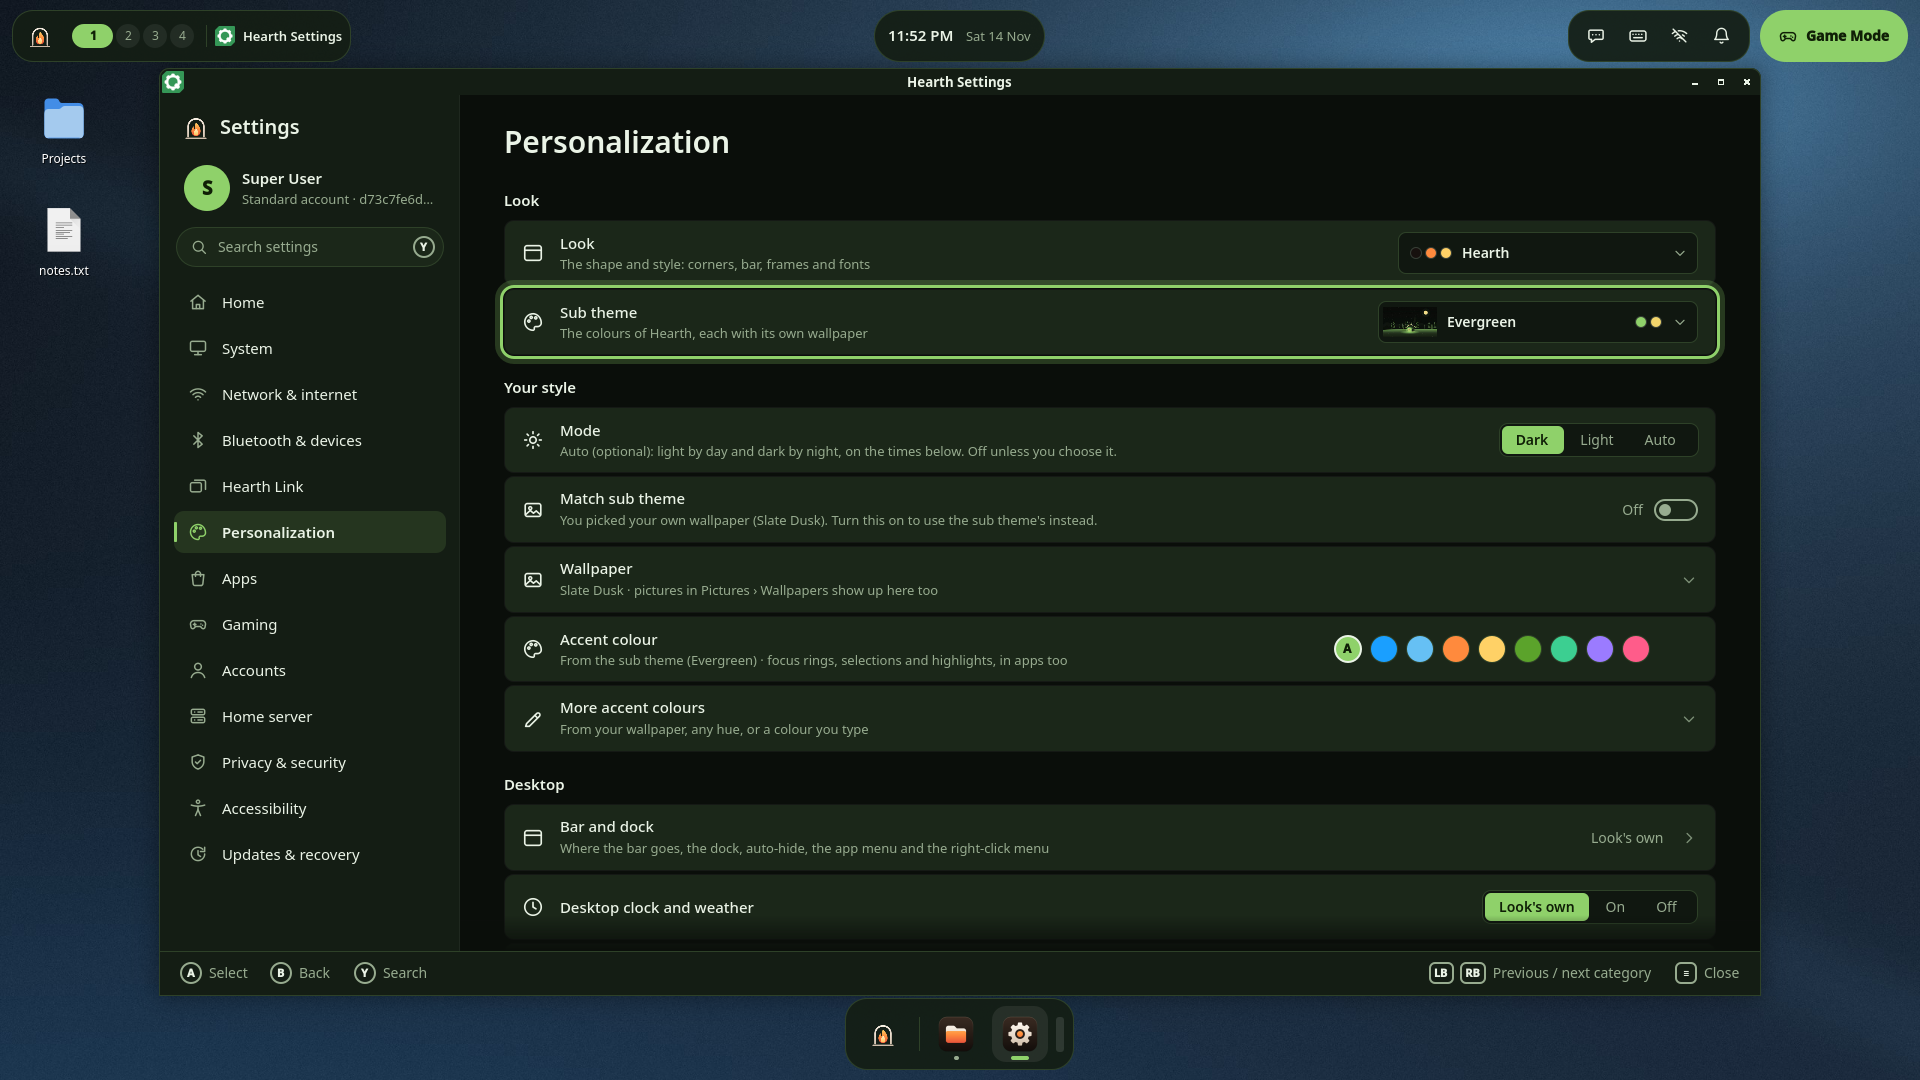 1 2 3 4 Hearth Settings
11:52 PM Sat 14 Nov
Game Mode
Hearth Settings
Projects
notes.txt
Settings
S
Super User
Standard account · d73c7fe6d...
Search settings Y
Home
System
Network & internet
Bluetooth & devices
Hearth Link
Personalization
Apps
Gaming
Accounts
Home server
Privacy & security
Accessibility
Updates & recovery
Personalization
Look
Look
The shape and style: corners, bar, frames and fonts
Hearth
Sub theme
The colours of Hearth, each with its own wallpaper
Evergreen
Your style
Mode
Auto (optional): light by day and dark by night, on the times below. Off unless you choose it.
Dark Light Auto
Match sub theme
You picked your own wallpaper (Slate Dusk). Turn this on to use the sub theme's instead.
Off
Wallpaper
Slate Dusk · pictures in Pictures › Wallpapers show up here too
Accent colour
From the sub theme (Evergreen) · focus rings, selections and highlights, in apps too
A
More accent colours
From your wallpaper, any hue, or a colour you type
Desktop
Bar and dock
Where the bar goes, the dock, auto-hide, the app menu and the right-click menu
Look's own
Desktop clock and weather
Look's own On Off
A Select B Back Y Search
LB RB Previous / next category ≡ Close